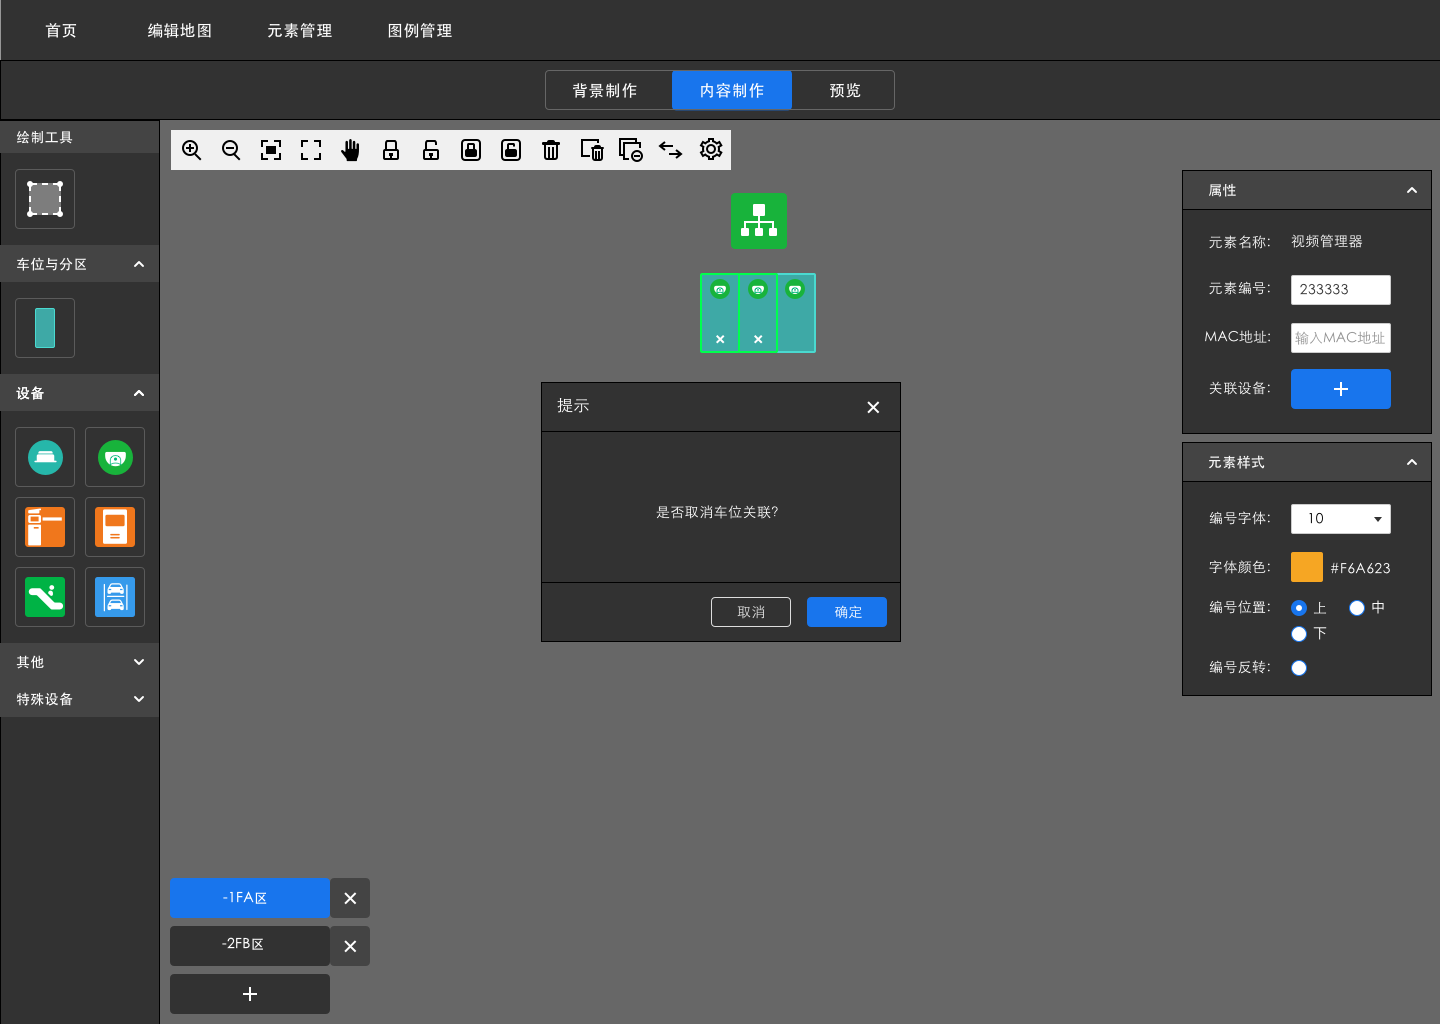 首页 编辑地图 元素管理 图例管理
背景制作 内容制作 预览
绘制工具
车位与分区
设备
其他
特殊设备
提示
是否取消车位关联?
取消 确定
-1FA区
-2FB区
属性
元素名称: 视频管理器
元素编号: 233333
MAC地址: 输入MAC地址
关联设备:
元素样式
编号字体: 10
字体颜色: #F6A623
编号位置: 上 中
下
编号反转: